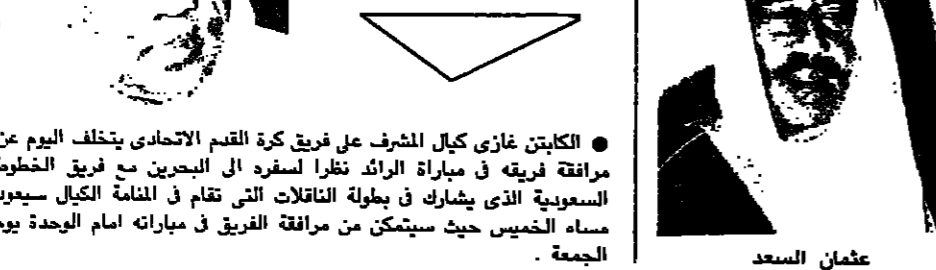 ● الكابتن غازى كيال المشرف على فريق كرة القدم الاتحادى يتخلف اليوم عن
مرافقة فريقه فى مباراة الرائد نظرا لسفره الى البحرين مع فريق الخطوط
السعودية الذى يشارك فى بطولة الناقلات التى تقام فى المنامة الكيال سيعود
مساء الخميس حيث سيتمكن من مرافقة الفريق فى مباراته امام الوحدة يوم
الجمعة .
عثمان السعد